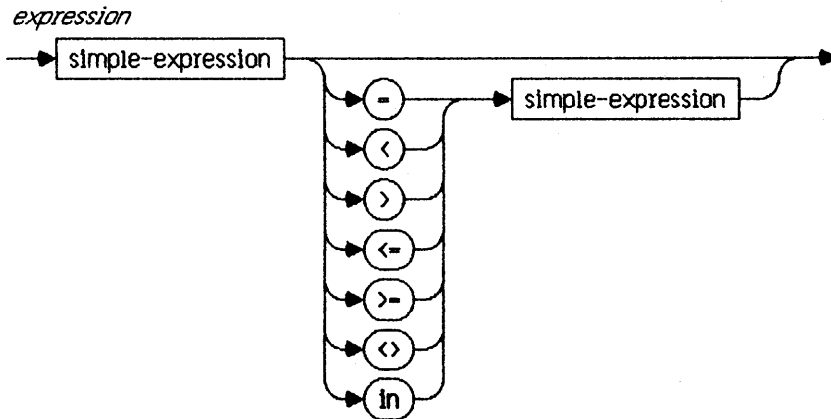 expression
simple-expression
=
simple-expression
<
>
<=
>=
<>
in